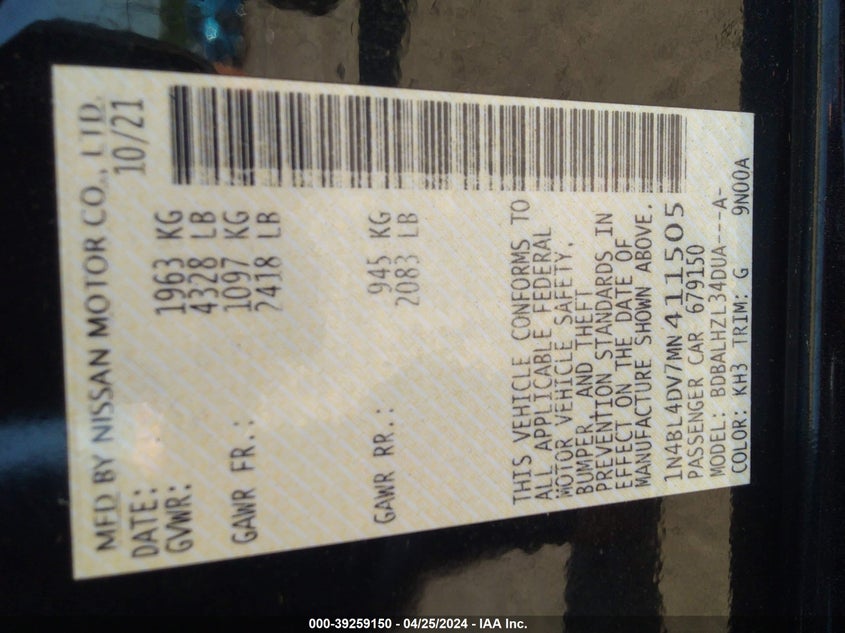 MFD BY NISSAN MOTOR CO., LTD.
DATE: 10/21
GVWR: 1963 KG
4328 LB
GAWR FR.: 1097 KG
2418 LB
GAWR RR.: 945 KG
2083 LB
THIS VEHICLE CONFORMS TO
ALL APPLICABLE FEDERAL
MOTOR VEHICLE SAFETY,
BUMPER AND THEFT
PREVENTION STANDARDS IN
EFFECT ON THE DATE OF
MANUFACTURE SHOWN ABOVE.
1N4BL4DV7MN411505
PASSENGER CAR 679150
MODEL: BDBALHZL34DUA---A-
COLOR: KH3 TRIM: G 9N00A
000-39259150 - 04/25/2024 - IAA Inc.